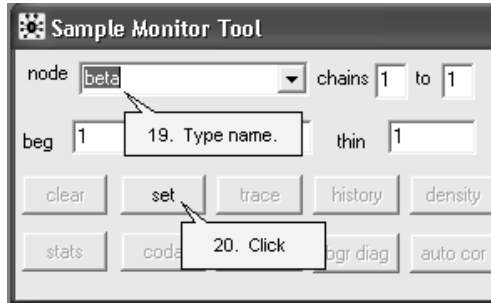 Sample Monitor Tool
node beta chains 1 to 1
19. Type name.
beg 1 thin 1
clear set trace history density
20. Click
stats coda bgr diag auto cor